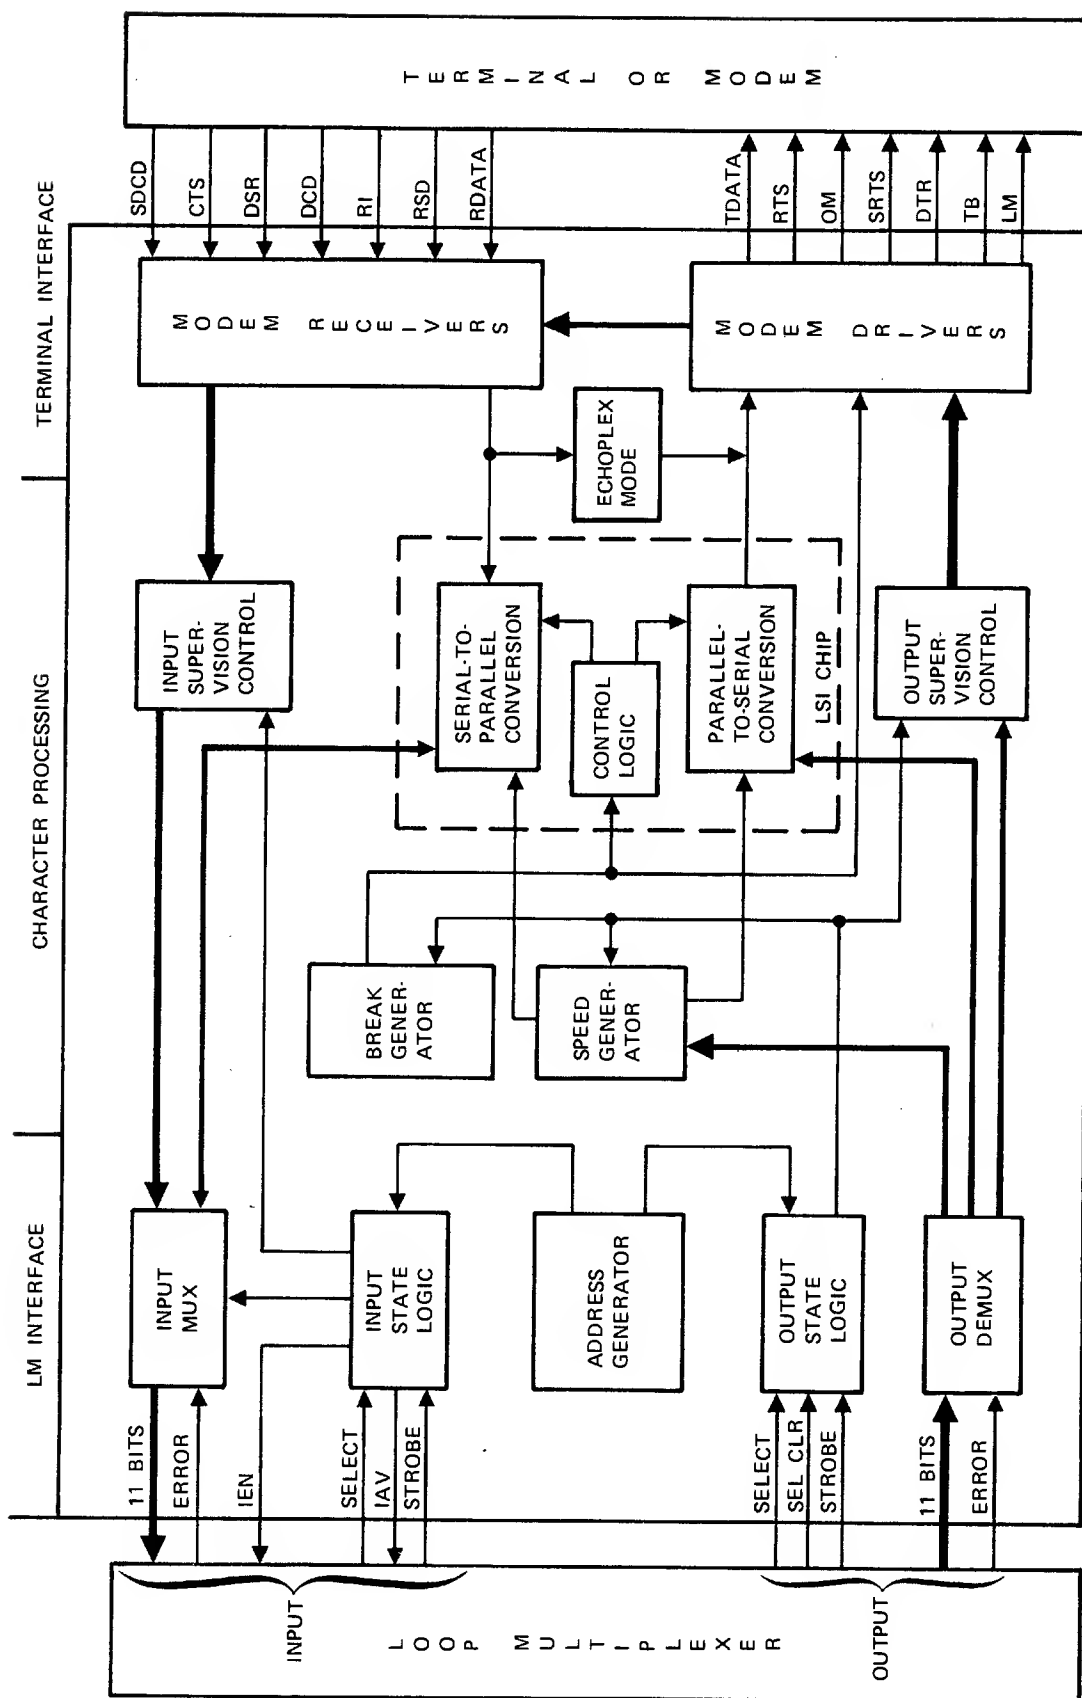 LM INTERFACE
CHARACTER PROCESSING
TERMINAL INTERFACE
LOOP MULTIPLEXER
INPUT
OUTPUT
11 BITS
ERROR
IEN
SELECT
IAV
STROBE
SELECT
SEL CLR
STROBE
11 BITS
ERROR
INPUT
MUX
INPUT
STATE
LOGIC
ADDRESS
GENERATOR
OUTPUT
STATE
LOGIC
OUTPUT
DEMUX
BREAK
GENER-
ATOR
SPEED
GENER-
ATOR
INPUT
SUPER-
VISION
CONTROL
SERIAL-TO-
PARALLEL
CONVERSION
CONTROL
LOGIC
PARALLEL-
TO-SERIAL
CONVERSION
LSI CHIP
OUTPUT
SUPER-
VISION
CONTROL
ECHOPLEX
MODE
MODEM RECEIVERS
MODEM DRIVERS
SDCD
CTS
DSR
DCD
RI
RSD
RDATA
TDATA
RTS
OM
SRTS
DTR
TB
LM
TERMINAL OR MODEM